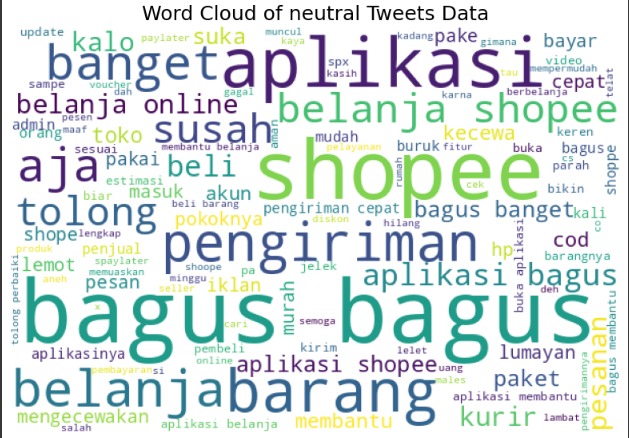 Word Cloud of neutral Tweets Data
update
paylater
suka
muncul
kaya
kadang
pake
gimana
bayar
kalo
banget
aplikasi
spx
kasih
tau
video
mempermudah
telat
sampe
voucher
dah
gagal
karna
berbelanja
cepat
belanja online
belanja shopee
admin
pesen
maaf
orang
toko
susah
aman
mudah
kecewa
keren
sesuai
membantu belanja
pelayanan
buruk
fitur
buka
bagus
cs
shoppe
aja
pakai
beli
shopee
rumah
parah
estimasi
masuk
akun
cek
bikin
biar
beli barang
pengiriman cepat
bagus banget
kali
tolong
pokoknya
diskon
hilang
co
shope
lengkap
pengiriman
hp
buka aplikasi
cod
produk
penjual
barangnya
lemot
spaylater
memuaskan
shoope
pa
jelek
aplikasi bagus
tolong perbaiki
aneh
pesan
minggu
seller
iklan
murah
deh
bagus
bagus
x
cari
semoga
pesanan
bagus membantu
aplikasinya
pembeli
online
kirim
lelet
lumayan
pembayaran
si
aplikasi shopee
uang
males
paket
pengirimannya
belanja
barang
aplikasi membantu
mengecewakan
salah
aplikasi belanja
membantu
kurir
lambat